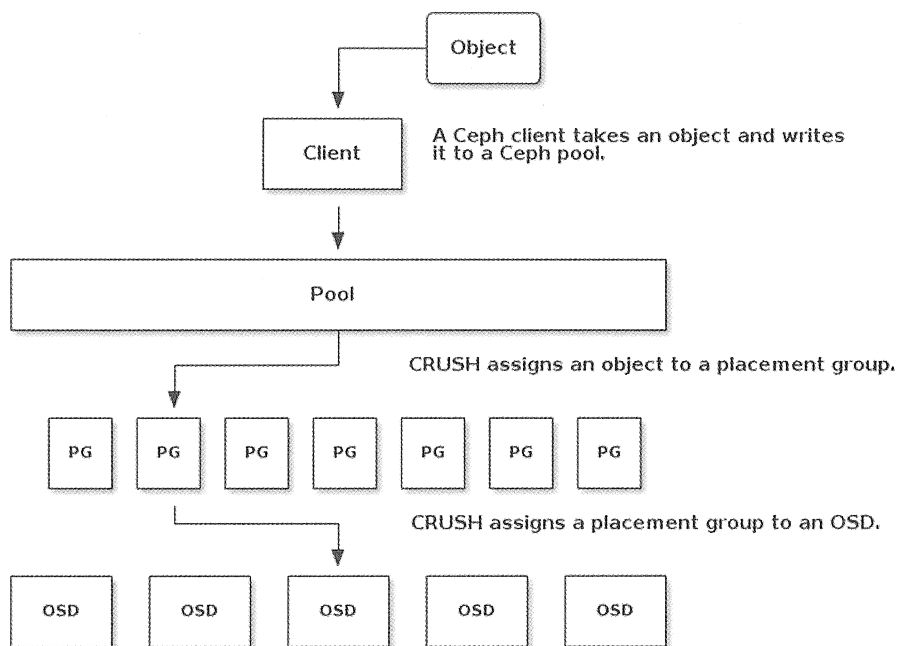 Object
Client
A Ceph client takes an object and writes
it to a Ceph pool.
Pool
CRUSH assigns an object to a placement group.
PG PG PG PG PG PG PG
CRUSH assigns a placement group to an OSD.
OSD OSD OSD OSD OSD